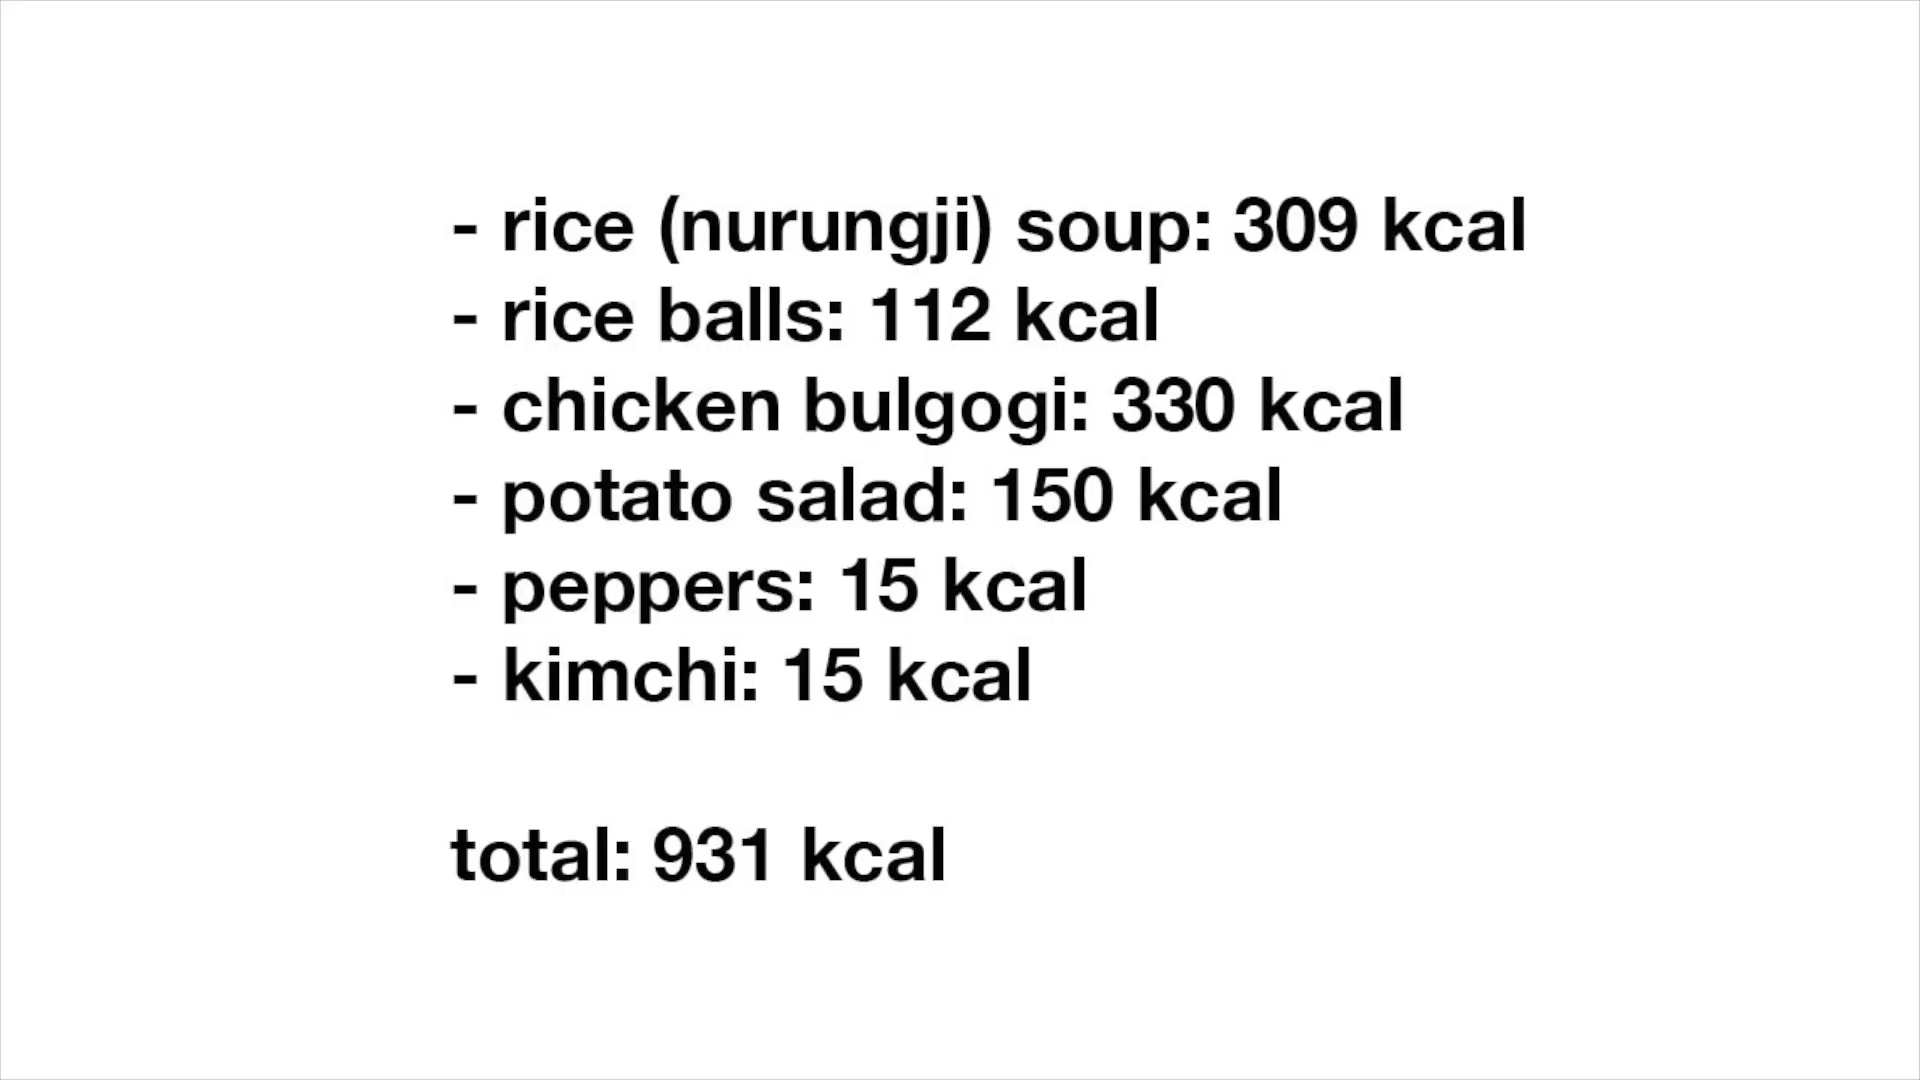 - rice (nurungji) soup: 309 kcal
- rice balls: 112 kcal
- chicken bulgogi: 330 kcal
- potato salad: 150 kcal
- peppers: 15 kcal
- kimchi: 15 kcal
total: 931 kcal